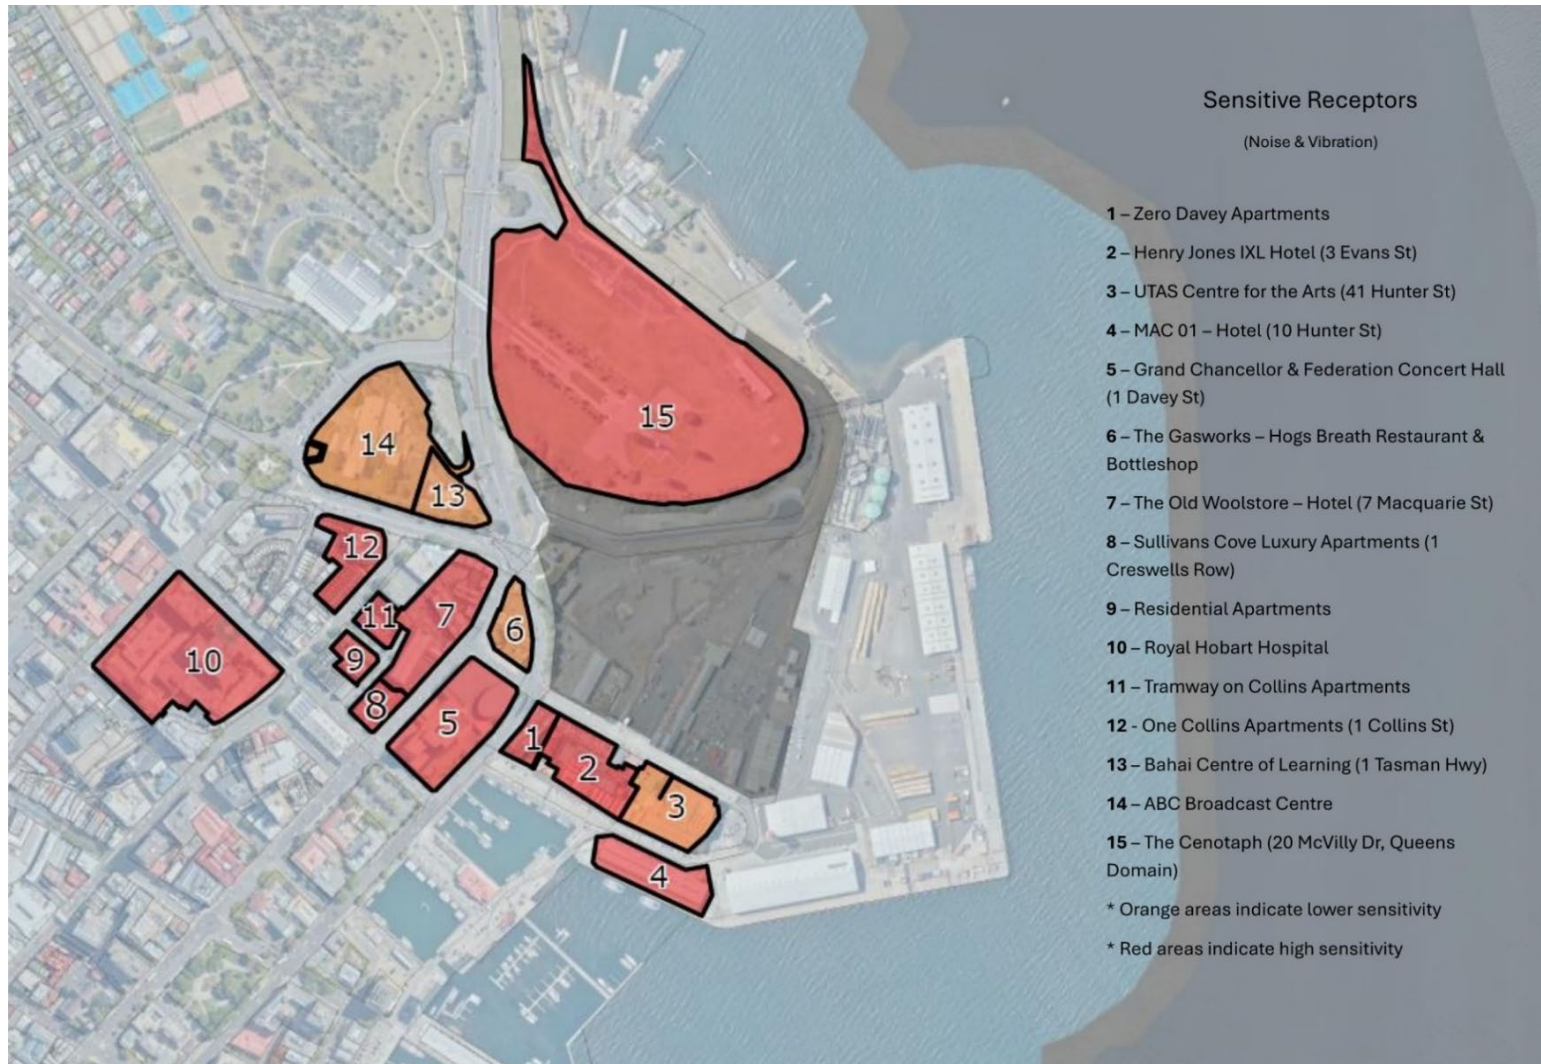 Sensitive Receptors
(Noise & Vibration)
1 – Zero Davey Apartments
2 – Henry Jones IXL Hotel (3 Evans St)
3 – UTAS Centre for the Arts (41 Hunter St)
4 – MAC 01 – Hotel (10 Hunter St)
5 – Grand Chancellor & Federation Concert Hall
(1 Davey St)
6 – The Gasworks – Hogs Breath Restaurant &
Bottleshop
7 – The Old Woolstore – Hotel (7 Macquarie St)
8 – Sullivans Cove Luxury Apartments (1
Creswells Row)
9 – Residential Apartments
10 – Royal Hobart Hospital
11 – Tramway on Collins Apartments
12 - One Collins Apartments (1 Collins St)
13 – Bahai Centre of Learning (1 Tasman Hwy)
14 – ABC Broadcast Centre
15 – The Cenotaph (20 McVilly Dr, Queens
Domain)
* Orange areas indicate lower sensitivity
* Red areas indicate high sensitivity
15
14
13
12
11
7
6
9
10
8
5
1
2
3
4